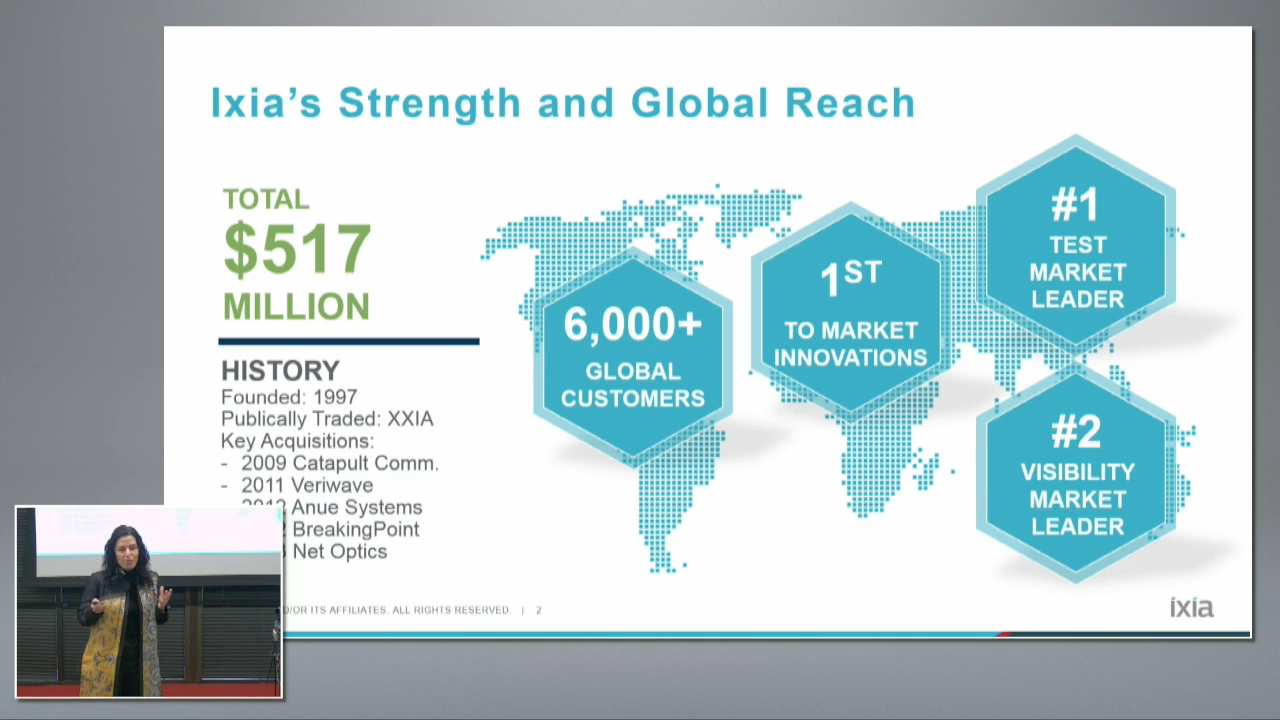 Ixia's Strength and Global Reach
TOTAL
$517
MILLION
HISTORY
Founded: 1997
Publically Traded: XXIA
Key Acquisitions:
- 2009 Catapult Comm.
- 2011 Veriwave
Anue Systems
BreakingPoint
Net Optics
6,000+
GLOBAL
CUSTOMERS
1ST
TO MARKET
INNOVATIONS
#1
TEST
MARKET
LEADER
#2
VISIBILITY
MARKET
LEADER
D/OR ITS AFFILIATES. ALL RIGHTS RESERVED. | 2
ixia